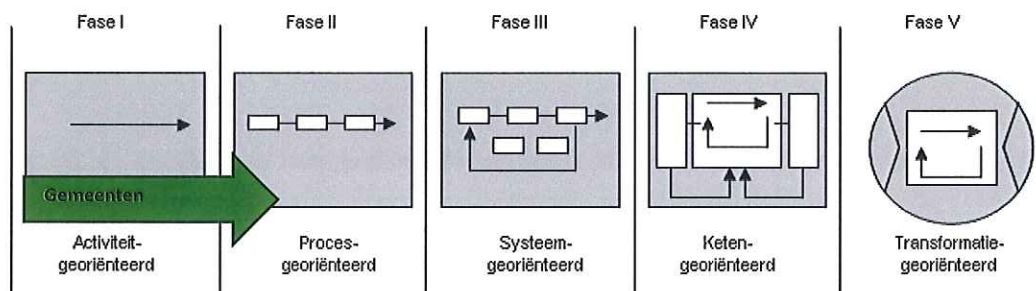 Fase I
Fase II
Fase III
Fase IV
Fase V
Gemeenten
Activiteit-
georiënteerd
Proces-
georiënteerd
Systeem-
georiënteerd
Keten-
georiënteerd
Transformatie-
georiënteerd